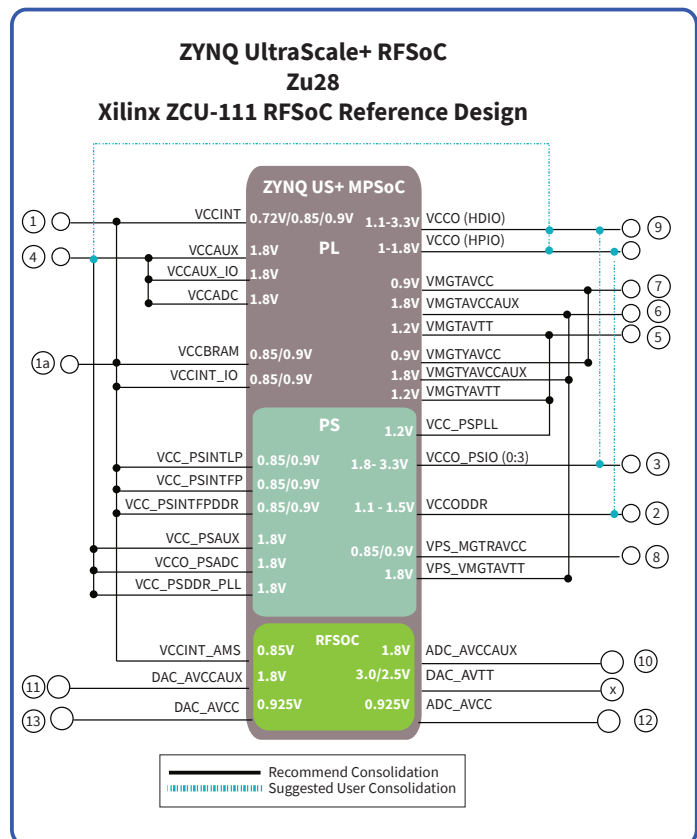 ZYNQ UltraScale+ RFSoC
Zu28
Xilinx ZCU-111 RFSoC Reference Design
ZYNQ US+ MPSoC
1 VCCINT 0.72V/0.85/0.9V 1.1-3.3V VCCO (HDIO) 9
PL 1-1.8V VCCO (HPIO)
4 VCCAUX 1.8V
VCCAUX_IO 1.8V 0.9V VMGTAVCC 7
VCCADC 1.8V 1.8V VMGTAVCCAUX 6
1.2V VMGTAVTT 5
1a VCCBRAM 0.85/0.9V 0.9V VMGTYAVCC
VCCINT_IO 0.85/0.9V 1.8V VMGTYAVCCAUX
1.2V VMGTYAVTT
PS 1.2V VCC_PSPLL
VCC_PSINTLP 0.85/0.9V 1.8- 3.3V VCCO_PSIO (0:3) 3
VCC_PSINTFP 0.85/0.9V
VCC_PSINTFPDDR 0.85/0.9V 1.1 - 1.5V VCCODDR 2
VCC_PSAUX 1.8V
VCCO_PSADC 1.8V 0.85/0.9V VPS_MGTRAVCC 8
VCC_PSDDR_PLL 1.8V 1.8V VPS_VMGTAVTT
RFSOC
VCCINT_AMS 0.85V 1.8V ADC_AVCCAUX 10
11 DAC_AVCCAUX 1.8V 3.0/2.5V DAC_AVTT x
13 DAC_AVCC 0.925V 0.925V ADC_AVCC 12
Recommend Consolidation
Suggested User Consolidation